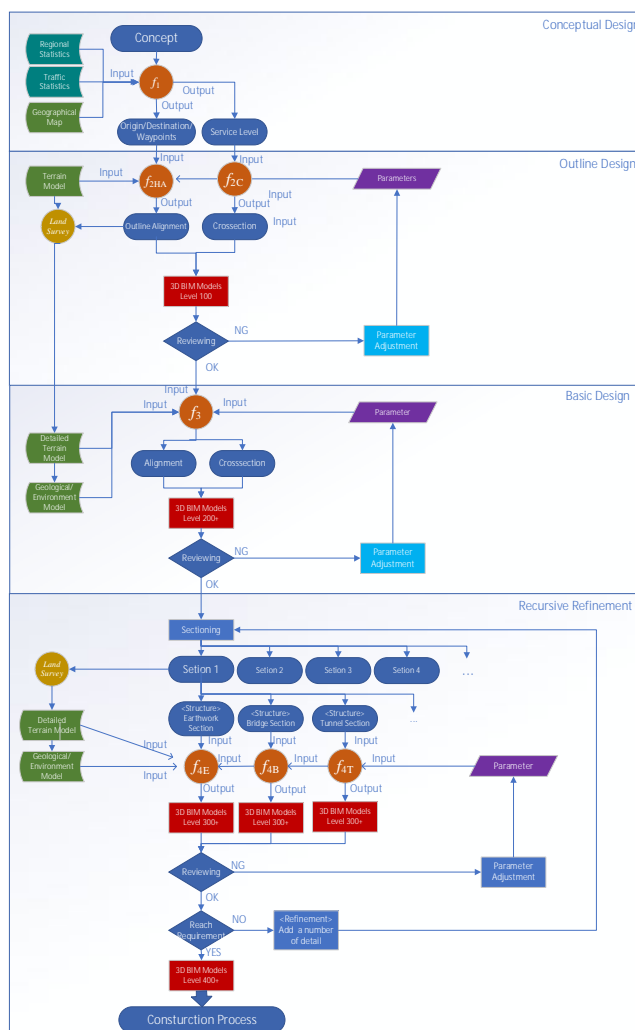 Conceptual Design
Concept
Regional
Statistics
Traffic
Statistics
Geographical
Map
Input
f1
Output
Output
Origin/Destination/
Waypoints
Service Level
Input
Input
Outline Design
Terrain
Model
Input
f2HA
f2C
Input
Parameters
Output
Output
Land
Survey
Outline Alignment
Crossection
Input
3D BIM Models
Level 100
Reviewing
NG
Parameter
Adjustment
OK
Basic Design
Input
Input
f3
Input
Parameter
Detailed
Terrain
Model
Alignment
Crosssection
Geological/
Environment
Model
3D BIM Models
Level 200+
Reviewing
NG
Parameter
Adjustment
OK
Recursive Refinement
Sectioning
Land
Survey
Setion 1
Setion 2
Setion 3
Setion 4
...
<Structure>
Earthwork
Section
<Structure>
Bridge Section
<Structure>
Tunnel Section
...
Detailed
Terrain Model
Input
Input
Input
Input
Geological/
Environment
Model
Input
f4E
Input
f4B
Input
f4T
Input
Parameter
Output
Output
Output
3D BIM Models
Level 300+
3D BIM Models
Level 300+
3D BIM Models
Level 300+
Reviewing
NG
Parameter
Adjustment
OK
Reach
Requirement
NO
<Refinement>
Add a number
of detail
YES
3D BIM Models
Level 400+
Consturction Process